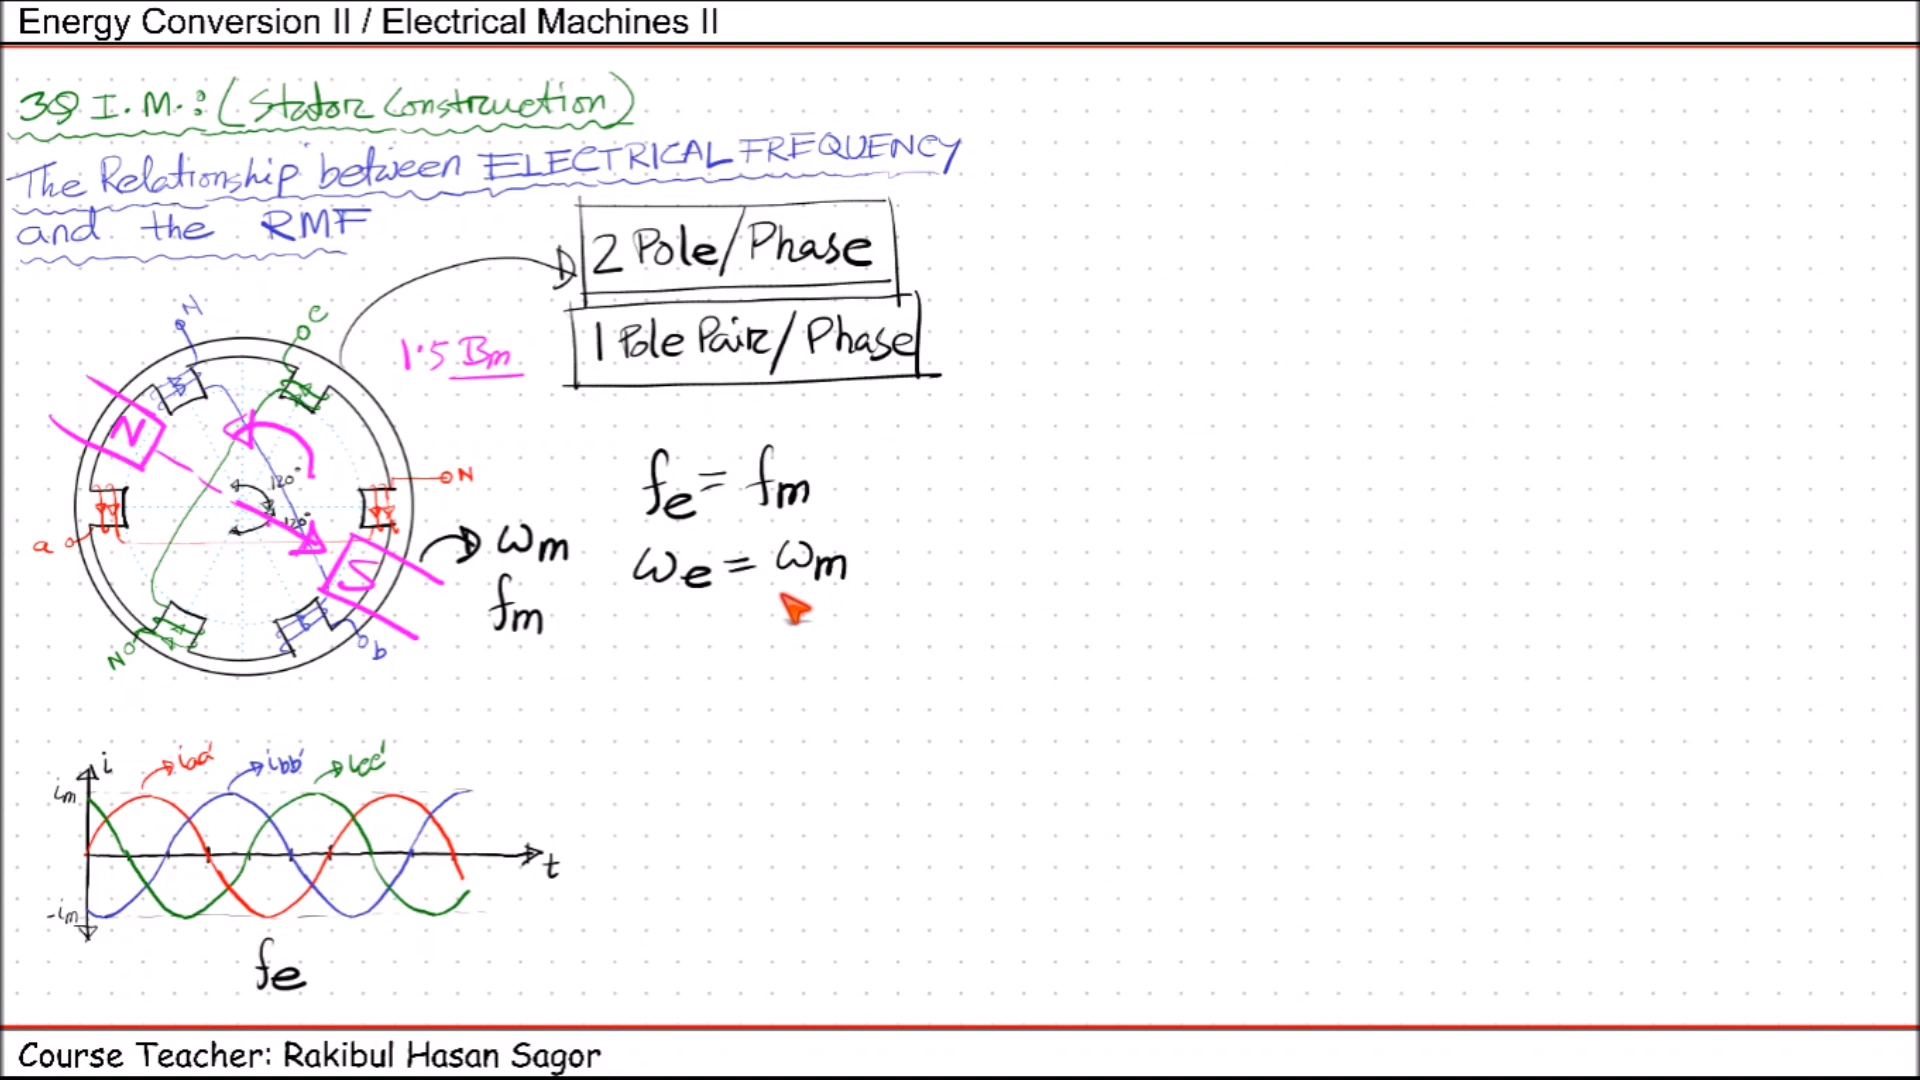 Energy Conversion II / Electrical Machines II
3φ I.M.: (Stator Construction)
The Relationship between ELECTRICAL FREQUENCY
and the RMF
2 Pole/Phase
1 Pole Pair/Phase
1.5 Bm
N
C
N
120°
120°
N
a
S
N
b
ωm
fm
fe = fm
ωe = ωm
i
iaa'
ibb'
icc'
im
t
-im
fe
Course Teacher: Rakibul Hasan Sagor